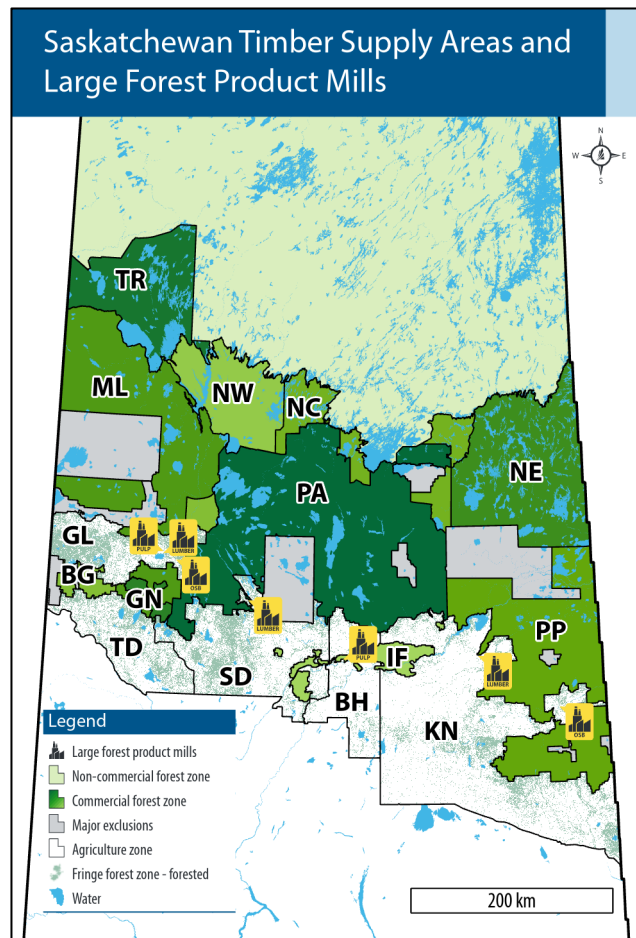 Saskatchewan Timber Supply Areas and
Large Forest Product Mills
N
W E
S
TR
ML
NW
NC
NE
PA
GL
PULP
LUMBER
OSB
BG
GN
LUMBER
TD
SD
PULP
IF
BH
PP
LUMBER
KN
OSB
Legend
Large forest product mills
Non-commercial forest zone
Commercial forest zone
Major exclusions
Agriculture zone
Fringe forest zone - forested
Water
200 km